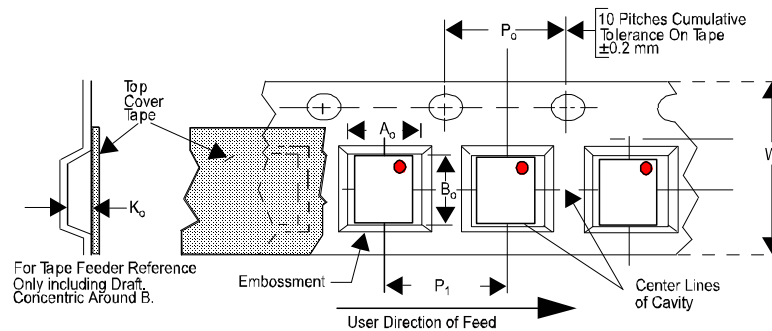 10 Pitches Cumulative
Tolerance On Tape
±0.2 mm
Po
Top
Cover
Tape
Ao
W
Bo
Ko
For Tape Feeder Reference
Only including Draft.
Concentric Around B.
Embossment
P1
Center Lines
of Cavity
User Direction of Feed